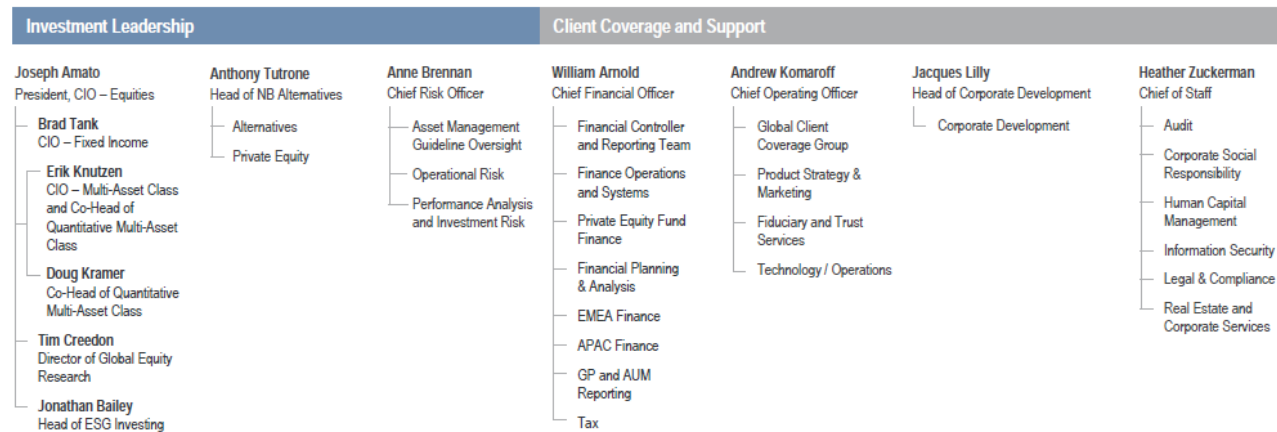 Investment Leadership
Client Coverage and Support
Joseph Amato
President, CIO – Equities
Brad Tank
CIO – Fixed Income
Erik Knutzen
CIO – Multi-Asset Class
and Co-Head of
Quantitative Multi-Asset
Class
Doug Kramer
Co-Head of Quantitative
Multi-Asset Class
Tim Creedon
Director of Global Equity
Research
Jonathan Bailey
Head of ESG Investing
Anthony Tutrone
Head of NB Alternatives
Alternatives
Private Equity
Anne Brennan
Chief Risk Officer
Asset Management
Guideline Oversight
Operational Risk
Performance Analysis
and Investment Risk
William Arnold
Chief Financial Officer
Financial Controller
and Reporting Team
Finance Operations
and Systems
Private Equity Fund
Finance
Financial Planning
& Analysis
EMEA Finance
APAC Finance
GP and AUM
Reporting
Tax
Andrew Komaroff
Chief Operating Officer
Global Client
Coverage Group
Product Strategy &
Marketing
Fiduciary and Trust
Services
Technology / Operations
Jacques Lilly
Head of Corporate Development
Corporate Development
Heather Zuckerman
Chief of Staff
Audit
Corporate Social
Responsibility
Human Capital
Management
Information Security
Legal & Compliance
Real Estate and
Corporate Services